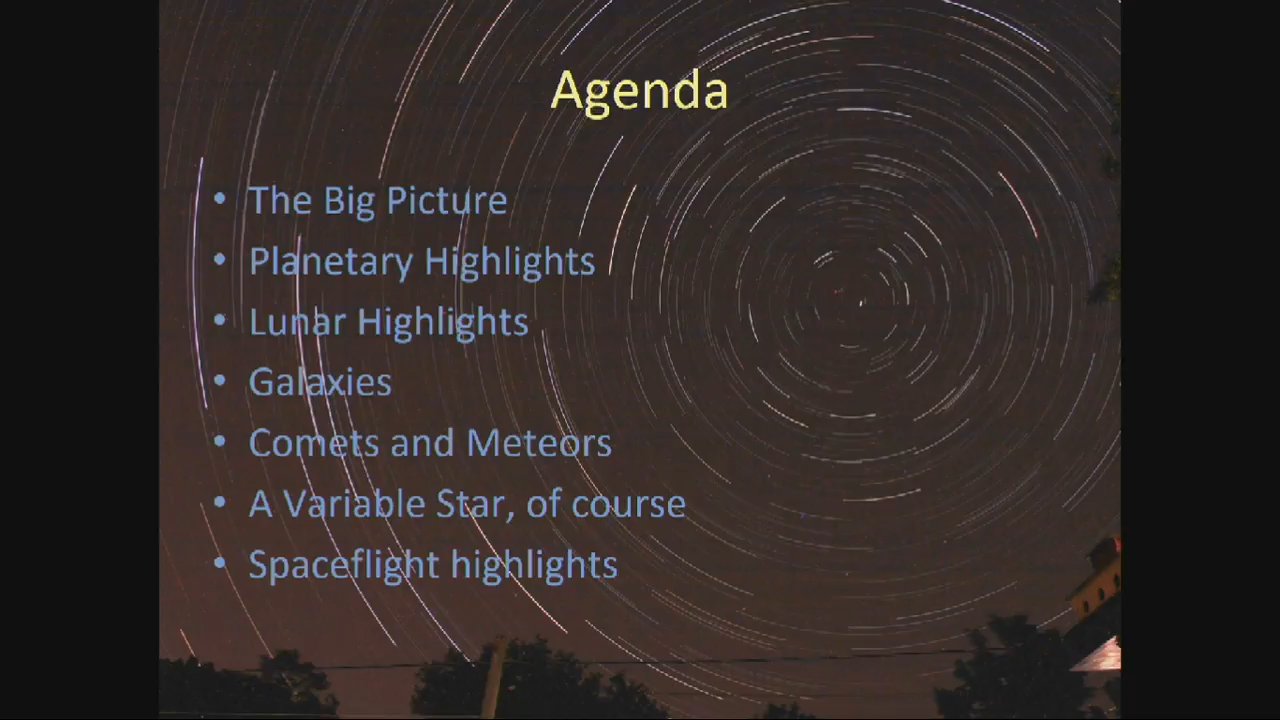 Agenda
• The Big Picture
• Planetary Highlights
• Lunar Highlights
• Galaxies
• Comets and Meteors
• A Variable Star, of course
• Spaceflight highlights